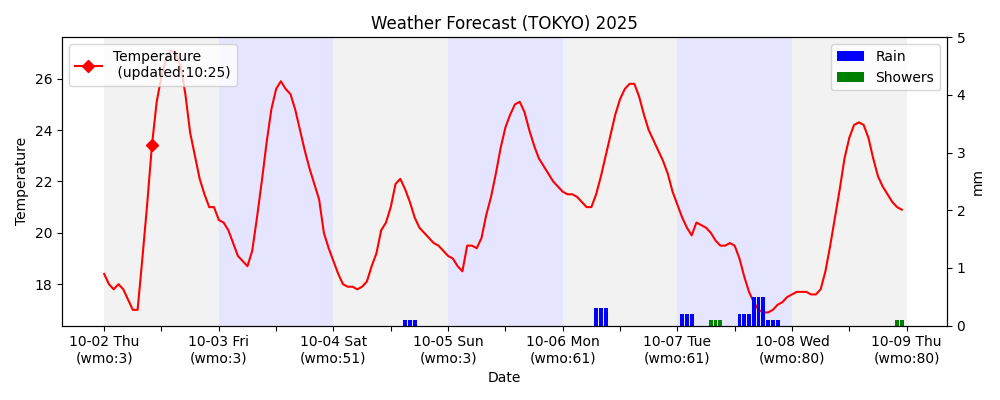 Weather Forecast (TOKYO) 2025
Temperature
(updated:10:25)
Rain
Showers
Temperature
26
24
22
20
18
5
4
3
2
1
0
mm
10-02 Thu
(wmo:3)
10-03 Fri
(wmo:3)
10-04 Sat
(wmo:51)
10-05 Sun
(wmo:3)
10-06 Mon
(wmo:61)
10-07 Tue
(wmo:61)
10-08 Wed
(wmo:80)
10-09 Thu
(wmo:80)
Date